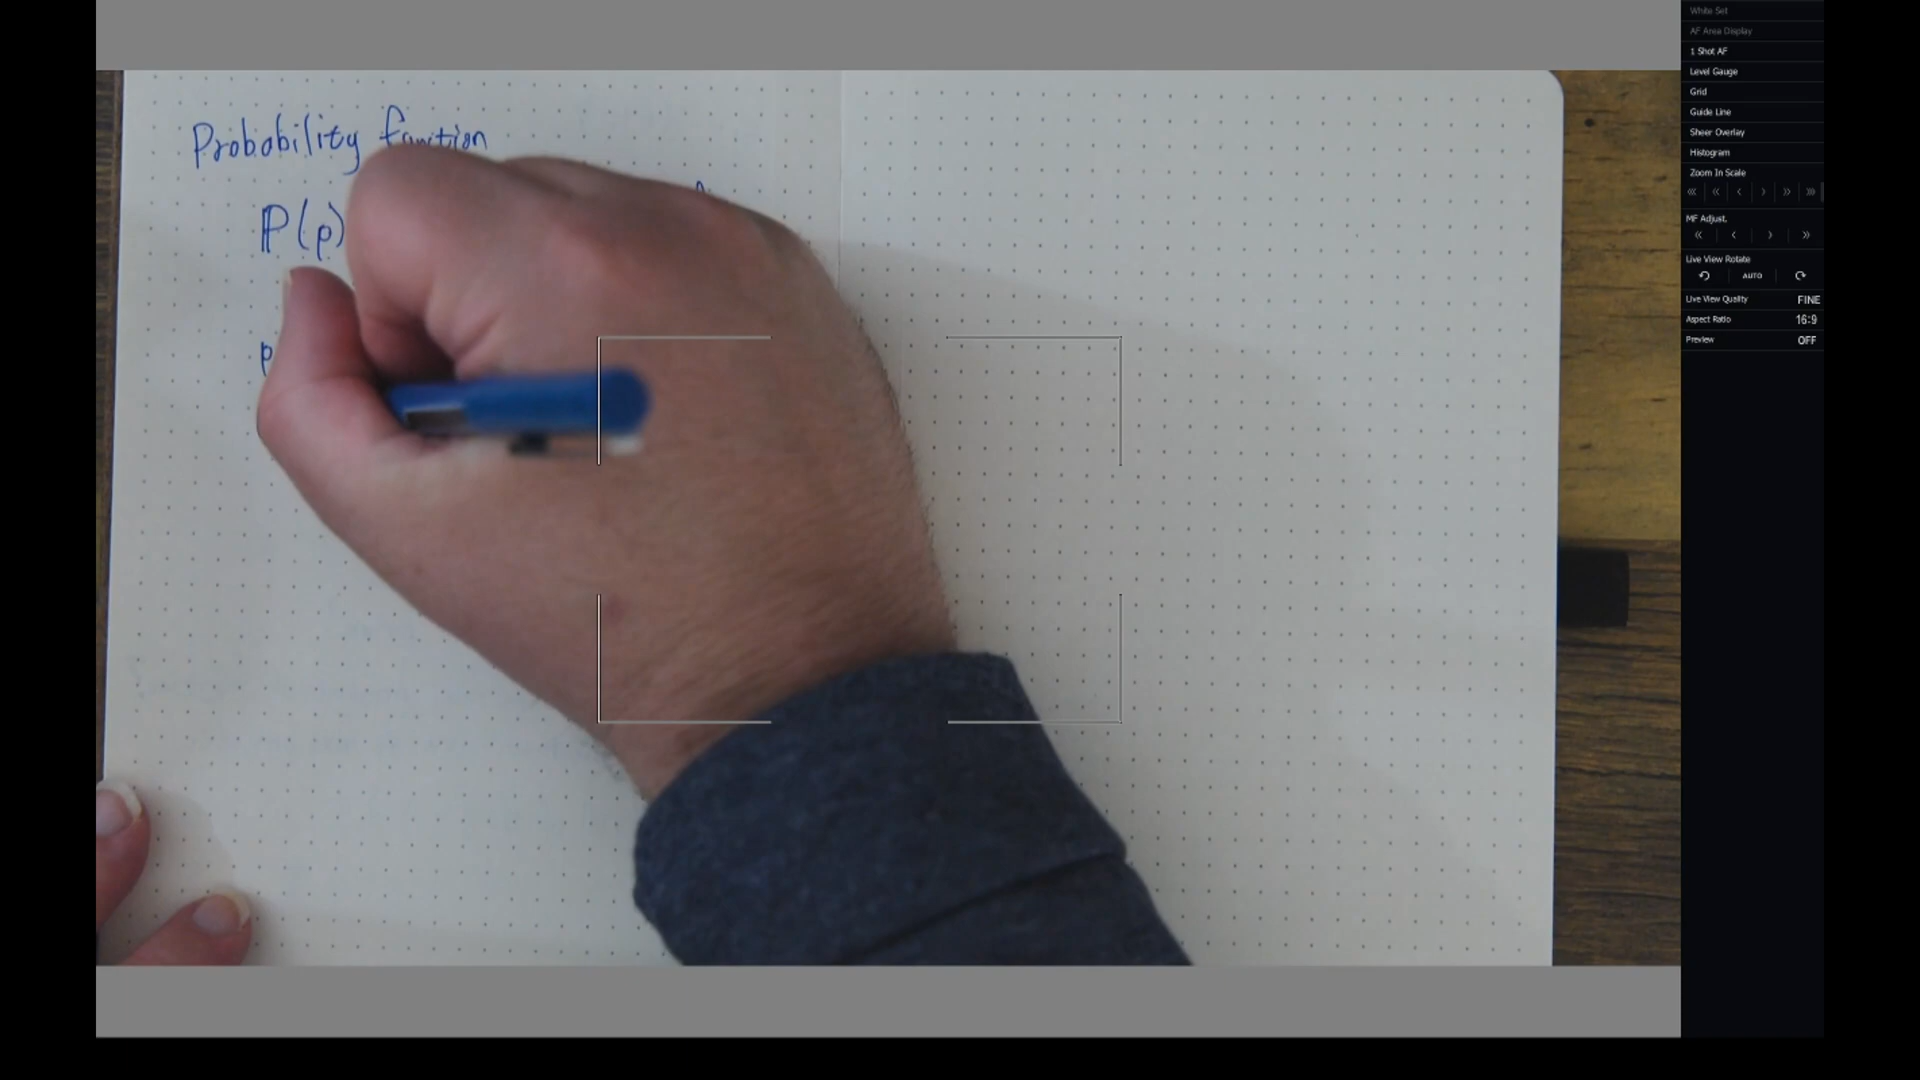 Probability function
P(p)
p
White Set
AF Area Display
1 Shot AF
Level Gauge
Grid
Guide Line
Sheer Overlay
Histogram
Zoom In Scale
MF Adjust.
Live View Rotate
AUTO
Live View Quality FINE
Aspect Ratio 16:9
Preview OFF